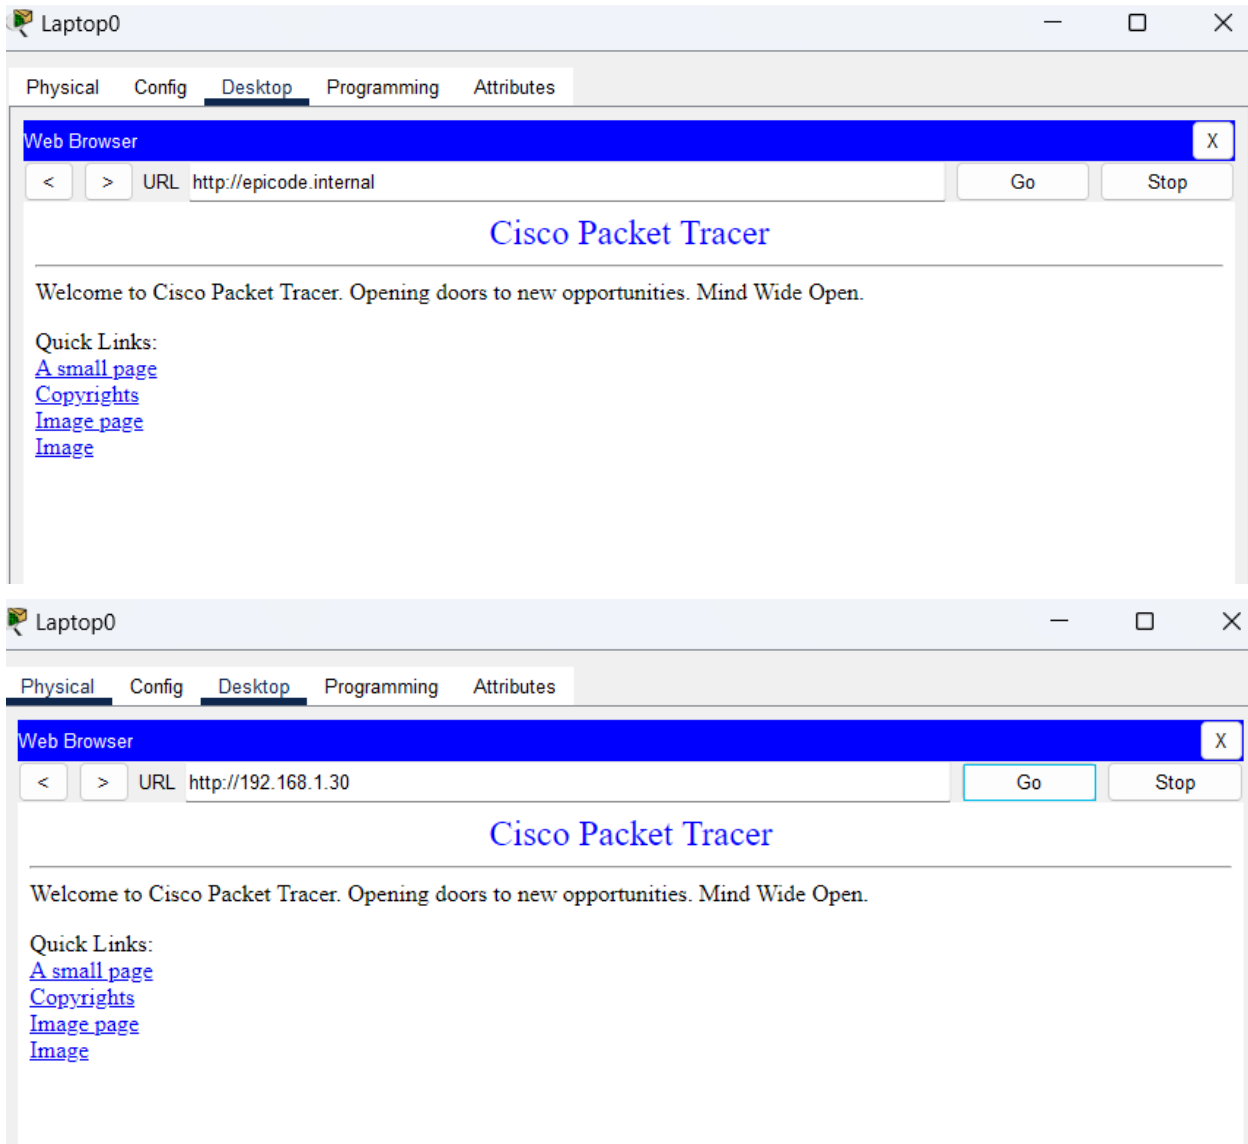 Laptop0
Physical Config Desktop Programming Attributes
Web Browser X
< > URL http://epicode.internal Go Stop
Cisco Packet Tracer
Welcome to Cisco Packet Tracer. Opening doors to new opportunities. Mind Wide Open.
Quick Links:
A small page
Copyrights
Image page
Image
Laptop0
Physical Config Desktop Programming Attributes
Web Browser X
< > URL http://192.168.1.30 Go Stop
Cisco Packet Tracer
Welcome to Cisco Packet Tracer. Opening doors to new opportunities. Mind Wide Open.
Quick Links:
A small page
Copyrights
Image page
Image